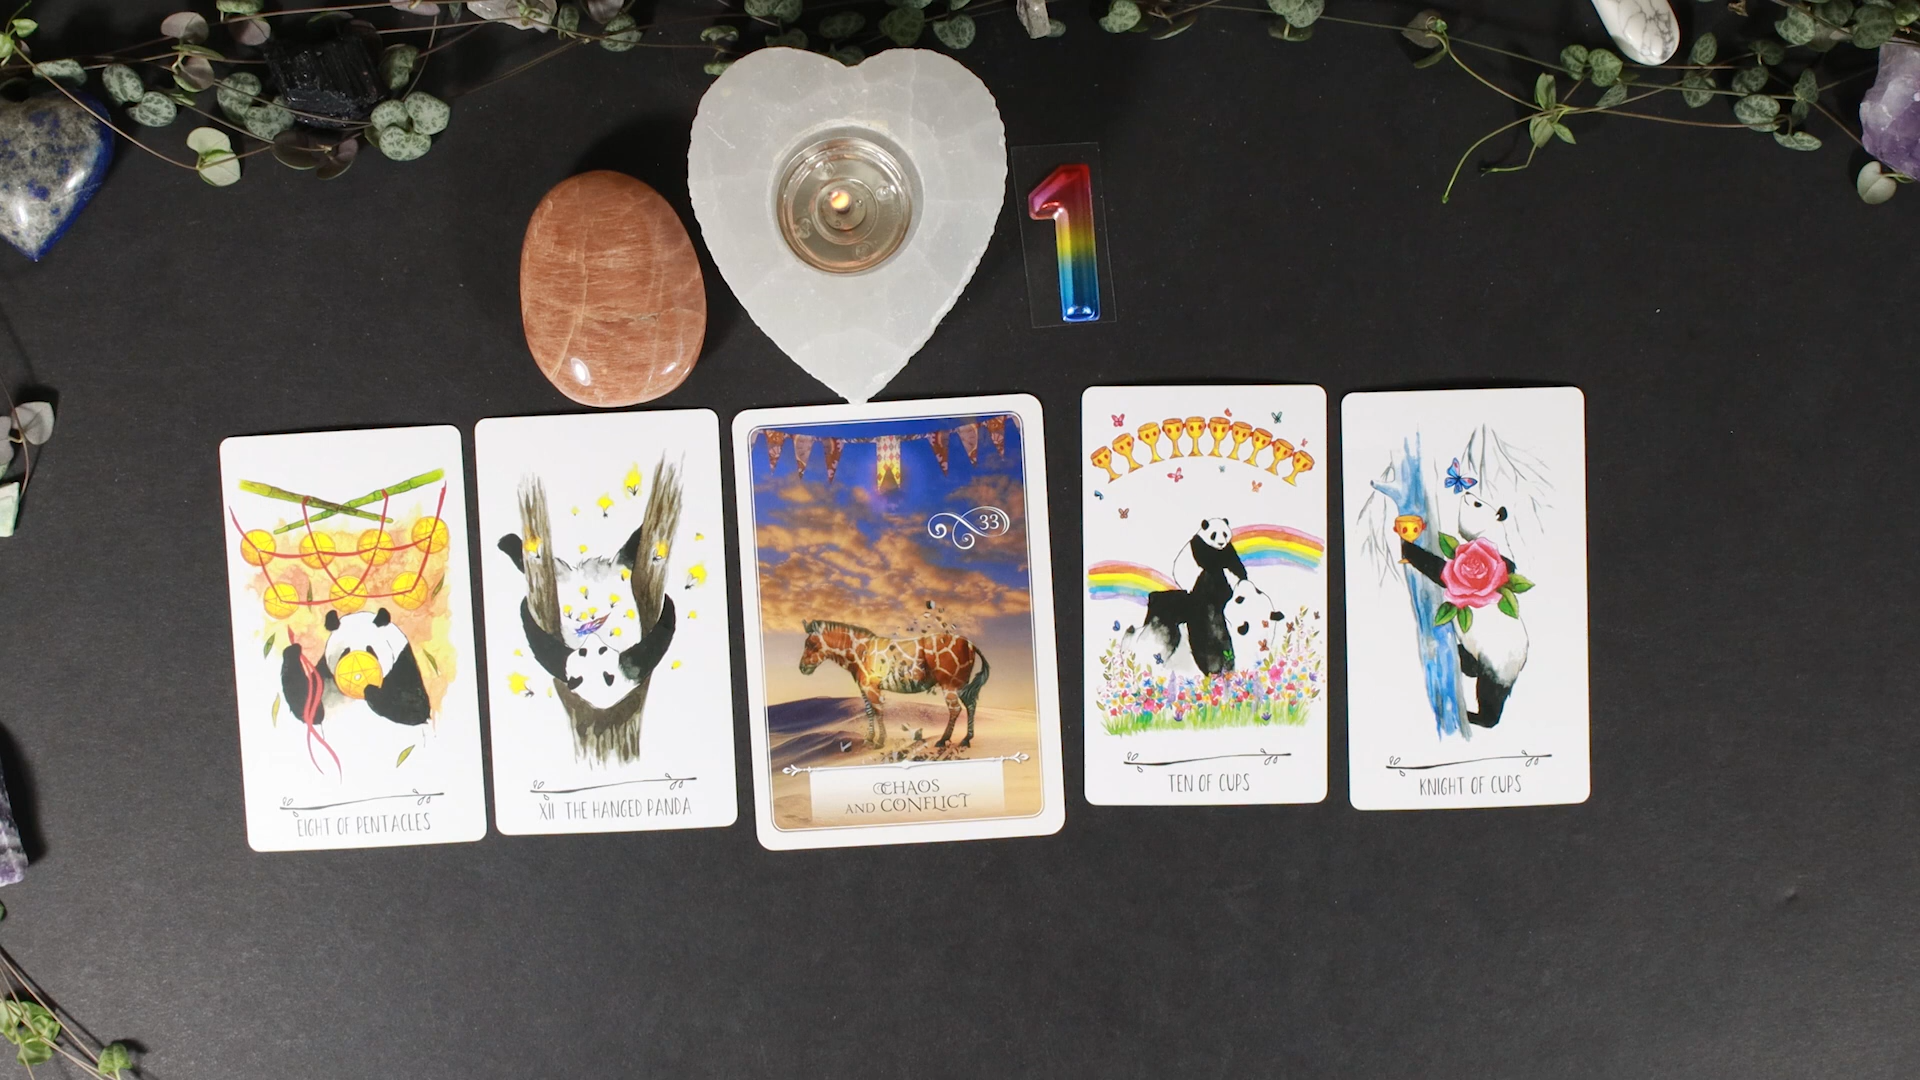 1
33
EIGHT OF PENTACLES
XII THE HANGED PANDA
CHAOS
AND CONFLICT
TEN OF CUPS
KNIGHT OF CUPS